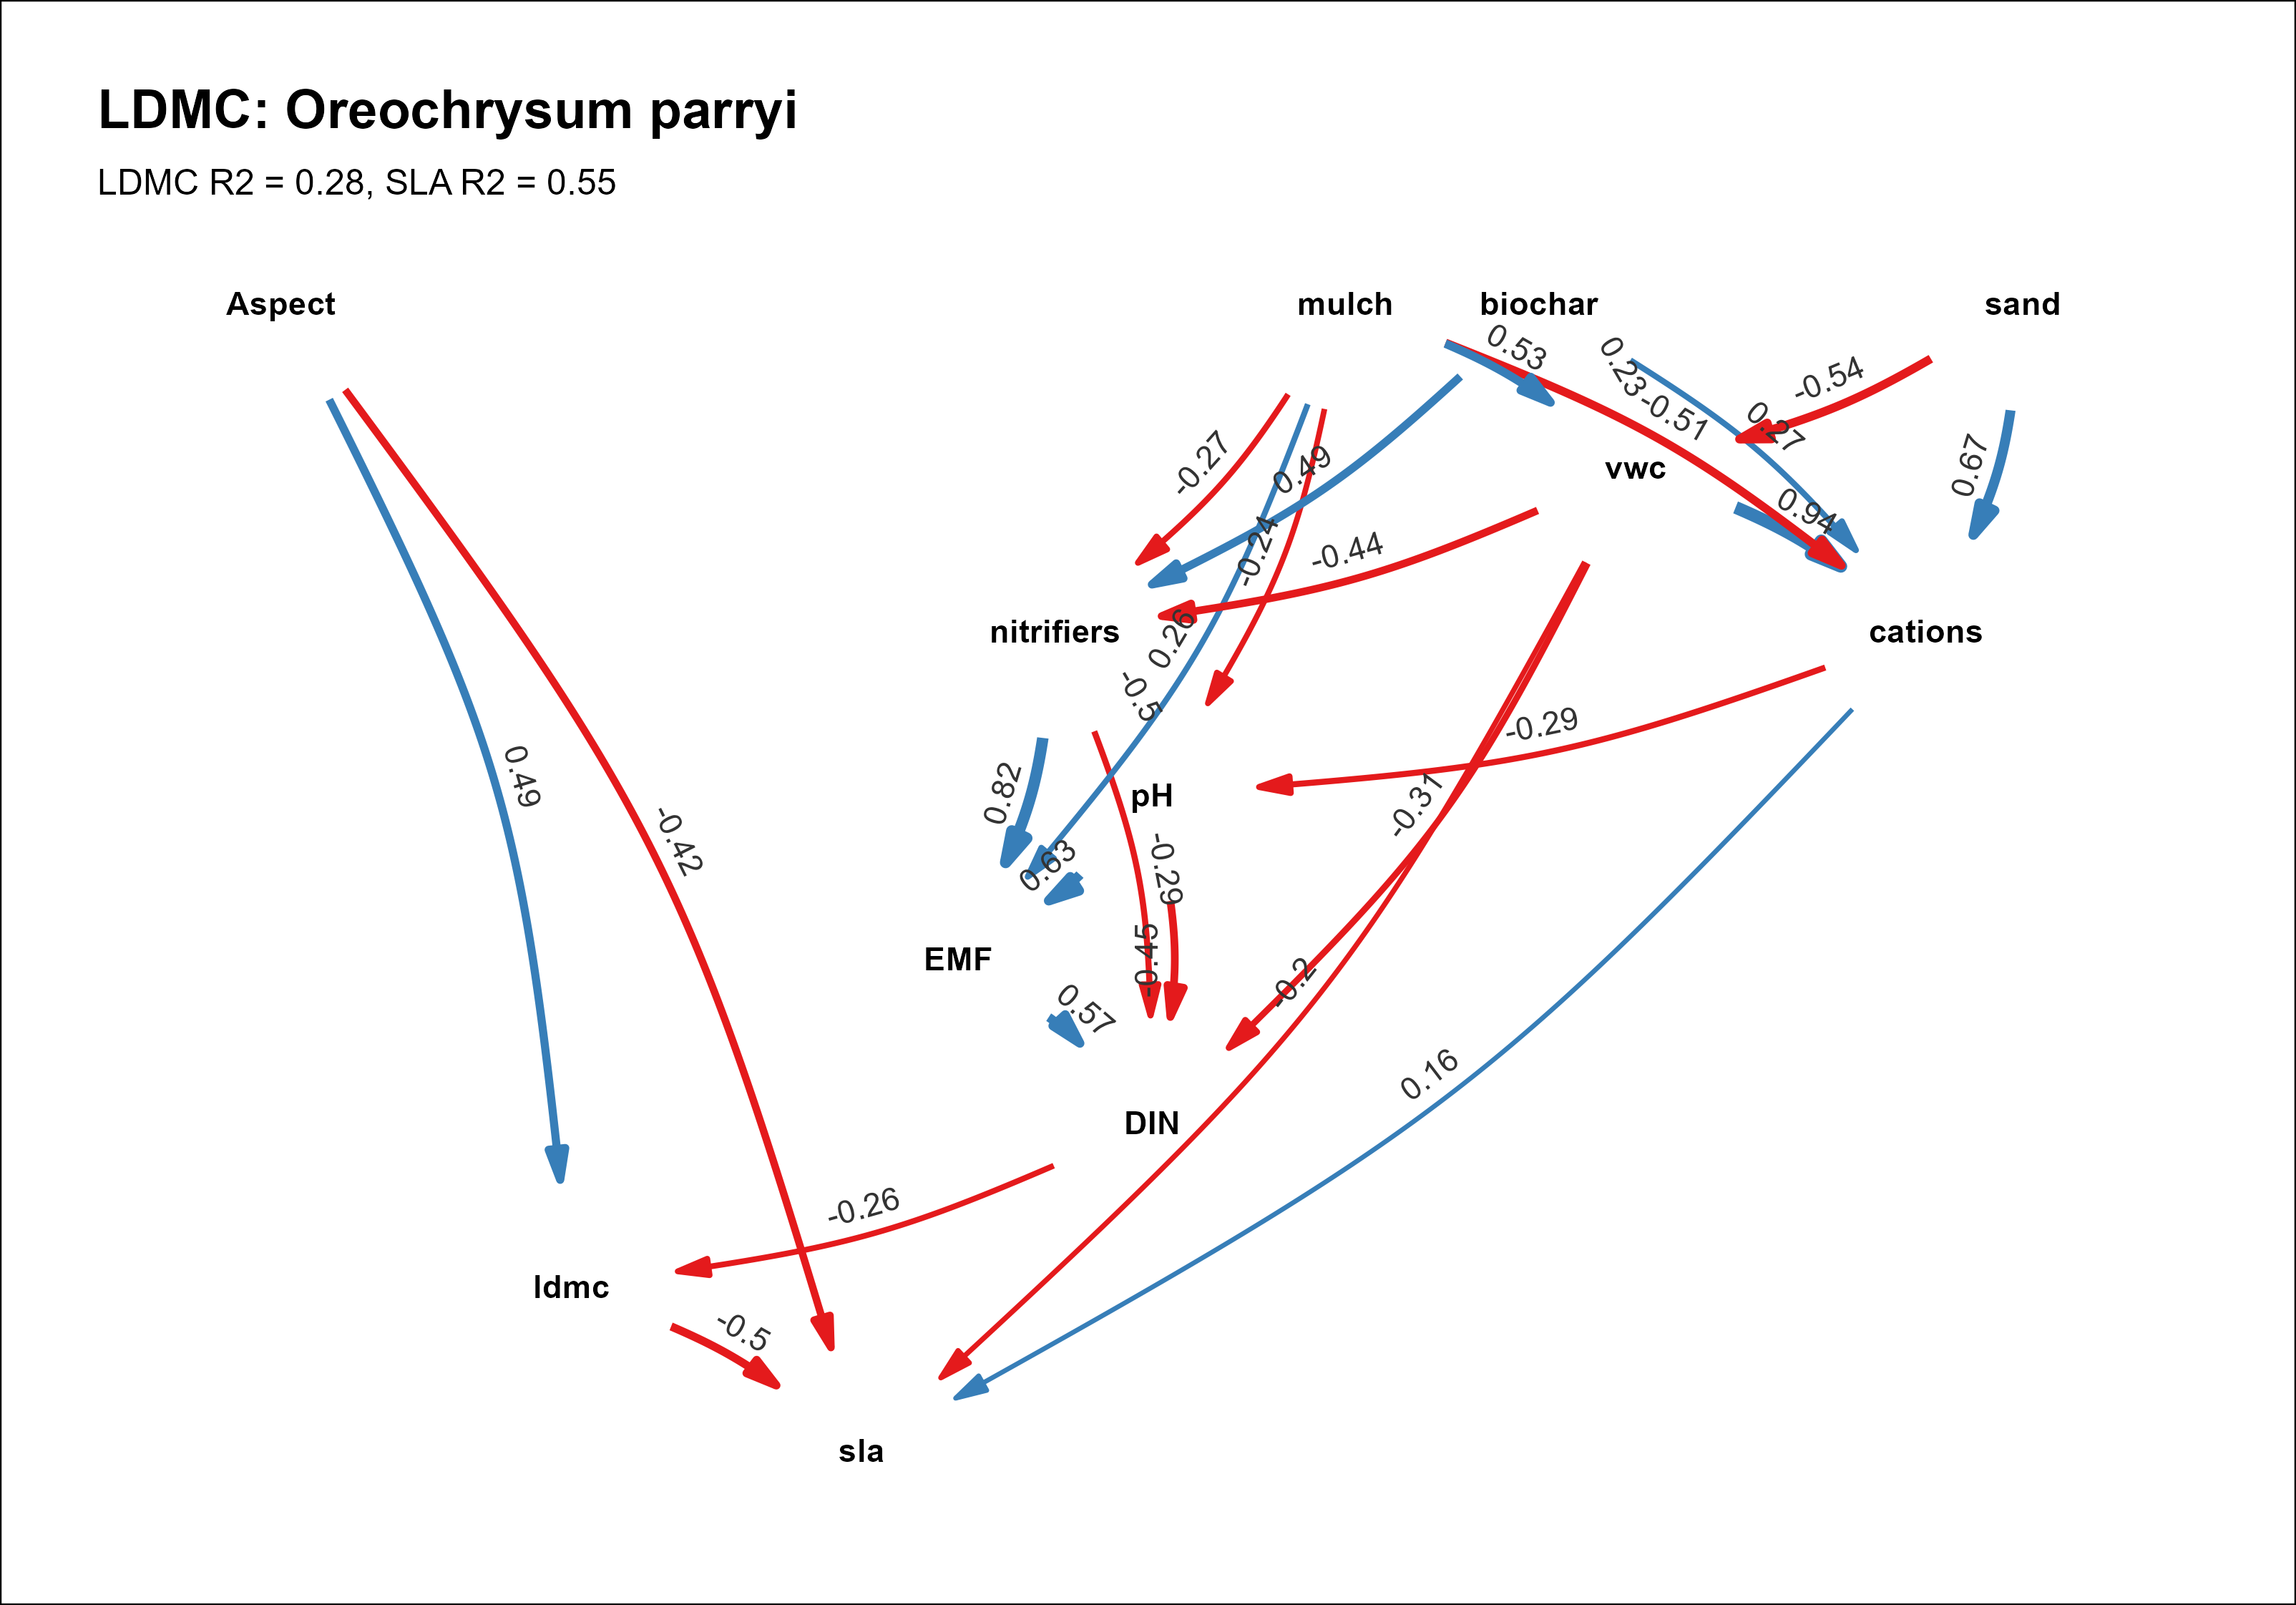 LDMC: Oreochrysum parryi
LDMC R2 = 0.28, SLA R2 = 0.55
Aspect
mulch
biochar
sand
0.53
0.23
-0.51
0.27
-0.54
0.67
-0.27
0.49
vwc
0.94
-0.24
-0.44
nitrifiers
0.26
cations
-0.5
-0.29
0.49
-0.42
0.82
pH
-0.31
0.63
-0.29
-0.45
EMF
-0.2
0.57
0.16
DIN
-0.26
ldmc
-0.5
sla